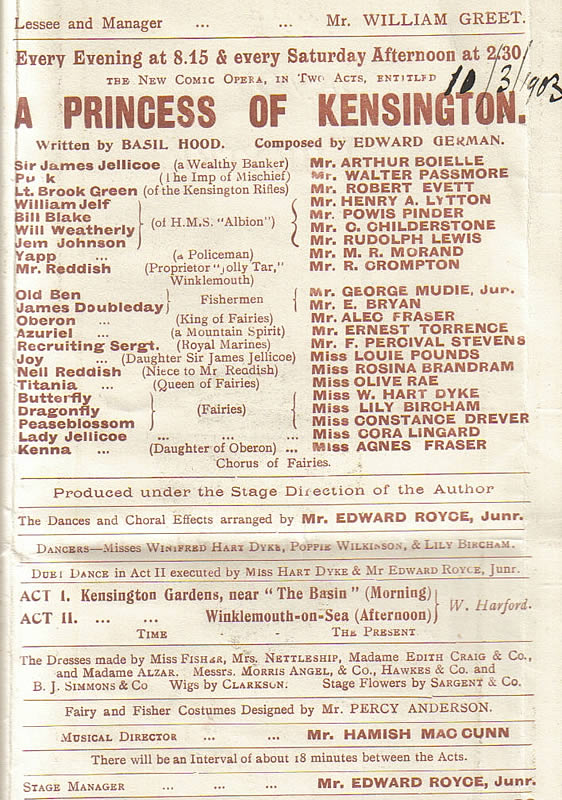 Lessee and Manager ... ... Mr. WILLIAM GREET.
Every Evening at 8.15 & every Saturday Afternoon at 2.30
10/3/1903
THE NEW COMIC OPERA, IN TWO ACTS, ENTITLED
A PRINCESS OF KENSINGTON.
Written by BASIL HOOD. Composed by EDWARD GERMAN.
Sir James Jellicoe (a Wealthy Banker) Mr. ARTHUR BOIELLE
Puck (The Imp of Mischief) Mr. WALTER PASSMORE
Lt. Brook Green (of the Kensington Rifles) Mr. ROBERT EVETT
William Jelf Mr. HENRY A. LYTTON
Bill Blake Mr. POWIS PINDER
(of H.M.S. "Albion")
Will Weatherly Mr. C. CHILDERSTONE
Jem Johnson Mr. RUDOLPH LEWIS
Yapp ... (a Policeman) Mr. M. R. MORAND
Mr. Reddish (Proprietor "Jolly Tar," Mr. R. CROMPTON
Winklemouth)
Old Ben Mr. GEORGE MUDIE, Jun.
Fishermen
James Doubleday Mr. E. BRYAN
Oberon ... (King of Fairies) Mr. ALEC FRASER
Azuriel ... (a Mountain Spirit) Mr. ERNEST TORRENCE
Recruiting Sergt. (Royal Marines) Mr. F. PERCIVAL STEVENS
Joy ... (Daughter Sir James Jellicoe) Miss LOUIE POUNDS
Nell Reddish (Niece to Mr Reddish) Miss ROSINA BRANDRAM
Titania ... (Queen of Fairies) Miss OLIVE RAE
Butterfly Miss W. HART DYKE
Dragonfly (Fairies) Miss LILY BIRCHAM
Peaseblossom Miss CONSTANCE DREVER
Lady Jellicoe ... ... ... Miss CORA LINGARD
Kenna ... (Daughter of Oberon) ... Miss AGNES FRASER
Chorus of Fairies.
Produced under the Stage Direction of the Author
The Dances and Choral Effects arranged by Mr. EDWARD ROYCE, Junr.
DANCERS—MISSES WINIFRED HART DYKE, POPPIE WILKINSON, & LILY BIRCHAM.
DUET DANCE in ACT II executed by MISS HART DYKE & MR EDWARD ROYCE, JUNR.
ACT I. Kensington Gardens, near "The Basin" (Morning)
W. Harford.
ACT II. ... ... Winklemouth-on-Sea (Afternoon)
TIME - THE PRESENT
The Dresses made by Miss FISHER, Mrs. NETTLESHIP, Madame EDITH CRAIG & Co.,
and Madame ALZAR. Messrs. MORRIS ANGEL, & Co., HAWKES & Co. and
B. J. SIMMONS & Co Wigs by CLARKSON. Stage Flowers by SARGENT & Co.
Fairy and Fisher Costumes Designed by Mr. PERCY ANDERSON.
MUSICAL DIRECTOR ... ... Mr. HAMISH MAC CUNN
There will be an Interval of about 18 minutes between the Acts.
STAGE MANAGER ... ... ... Mr. EDWARD ROYCE, Junr.